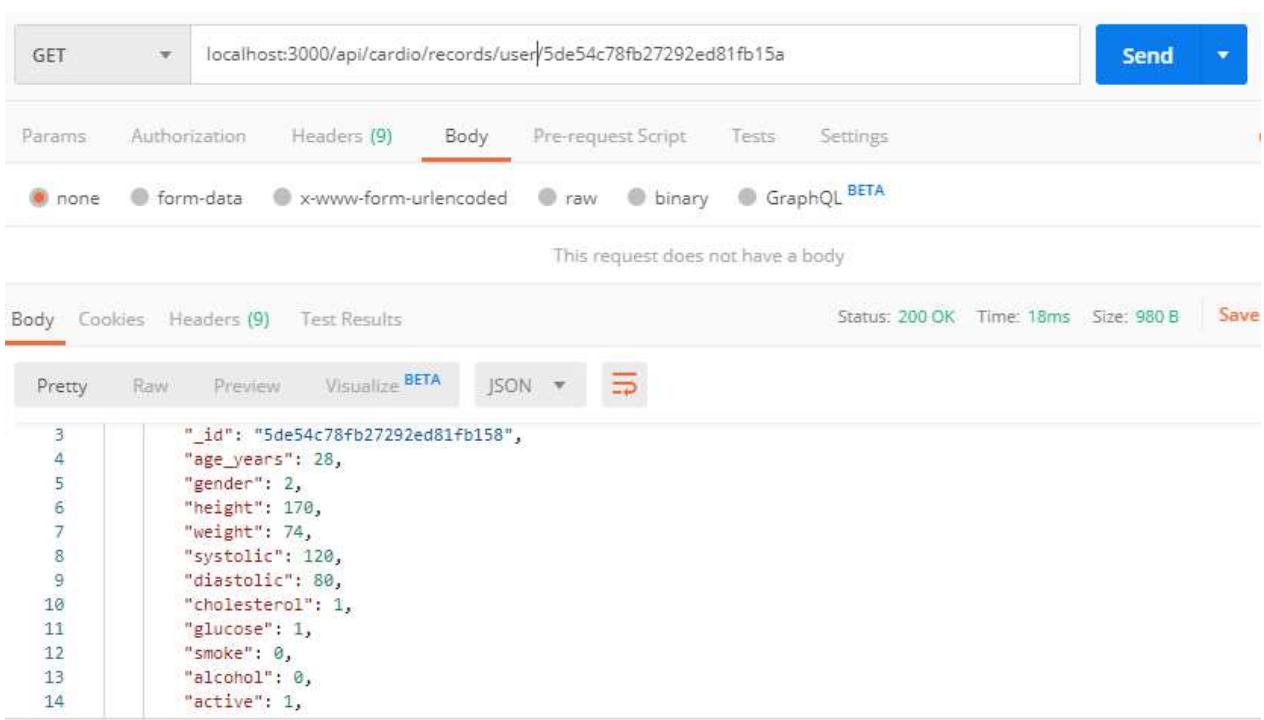 GET localhost:3000/api/cardio/records/user/5de54c78fb27292ed81fb15a Send
Params Authorization Headers (9) Body Pre-request Script Tests Settings
none form-data x-www-form-urlencoded raw binary GraphQL BETA
This request does not have a body
Body Cookies Headers (9) Test Results Status: 200 OK Time: 18ms Size: 980 B Save
Pretty Raw Preview Visualize BETA JSON
3 "_id": "5de54c78fb27292ed81fb158",
4 "age_years": 28,
5 "gender": 2,
6 "height": 170,
7 "weight": 74,
8 "systolic": 120,
9 "diastolic": 80,
10 "cholesterol": 1,
11 "glucose": 1,
12 "smoke": 0,
13 "alcohol": 0,
14 "active": 1,